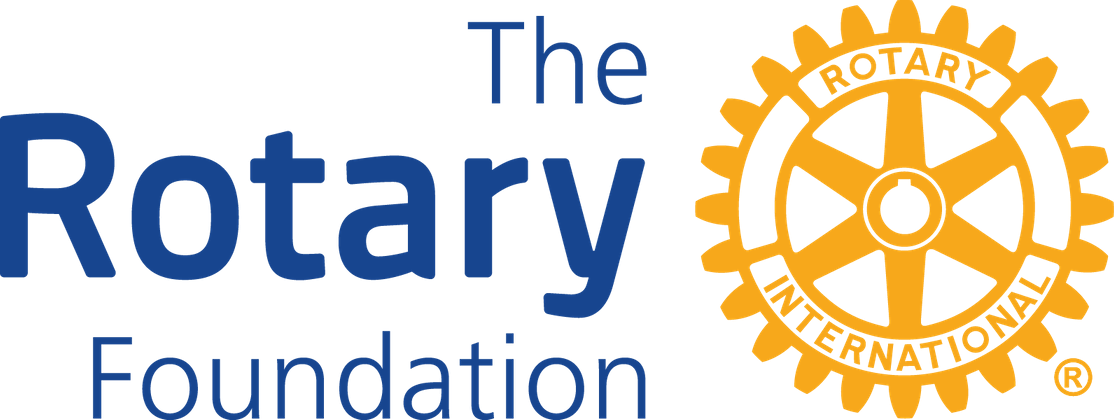 The
Rotary
Foundation
ROTARY
INTERNATIONAL
®